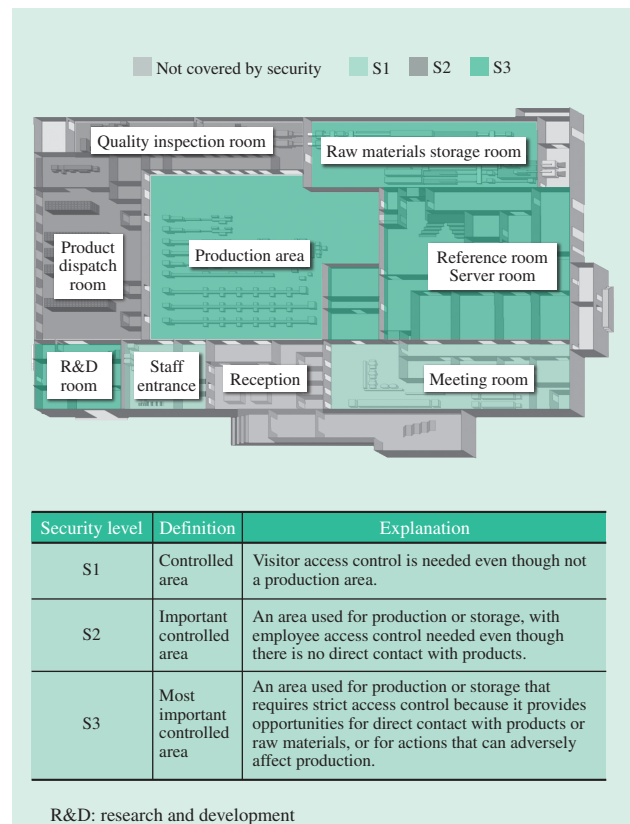 Not covered by security S1 S2 S3
Quality inspection room
Raw materials storage room
Product
dispatch
room
Production area
Reference room
Server room
R&D
room
Staff
entrance
Reception
Meeting room
Security level Definition Explanation
S1
Controlled
area
Visitor access control is needed even though not
a production area.
S2
Important
controlled
area
An area used for production or storage, with
employee access control needed even though
there is no direct contact with products.
S3
Most
important
controlled
area
An area used for production or storage that
requires strict access control because it provides
opportunities for direct contact with products or
raw materials, or for actions that can adversely
affect production.
R&D: research and development